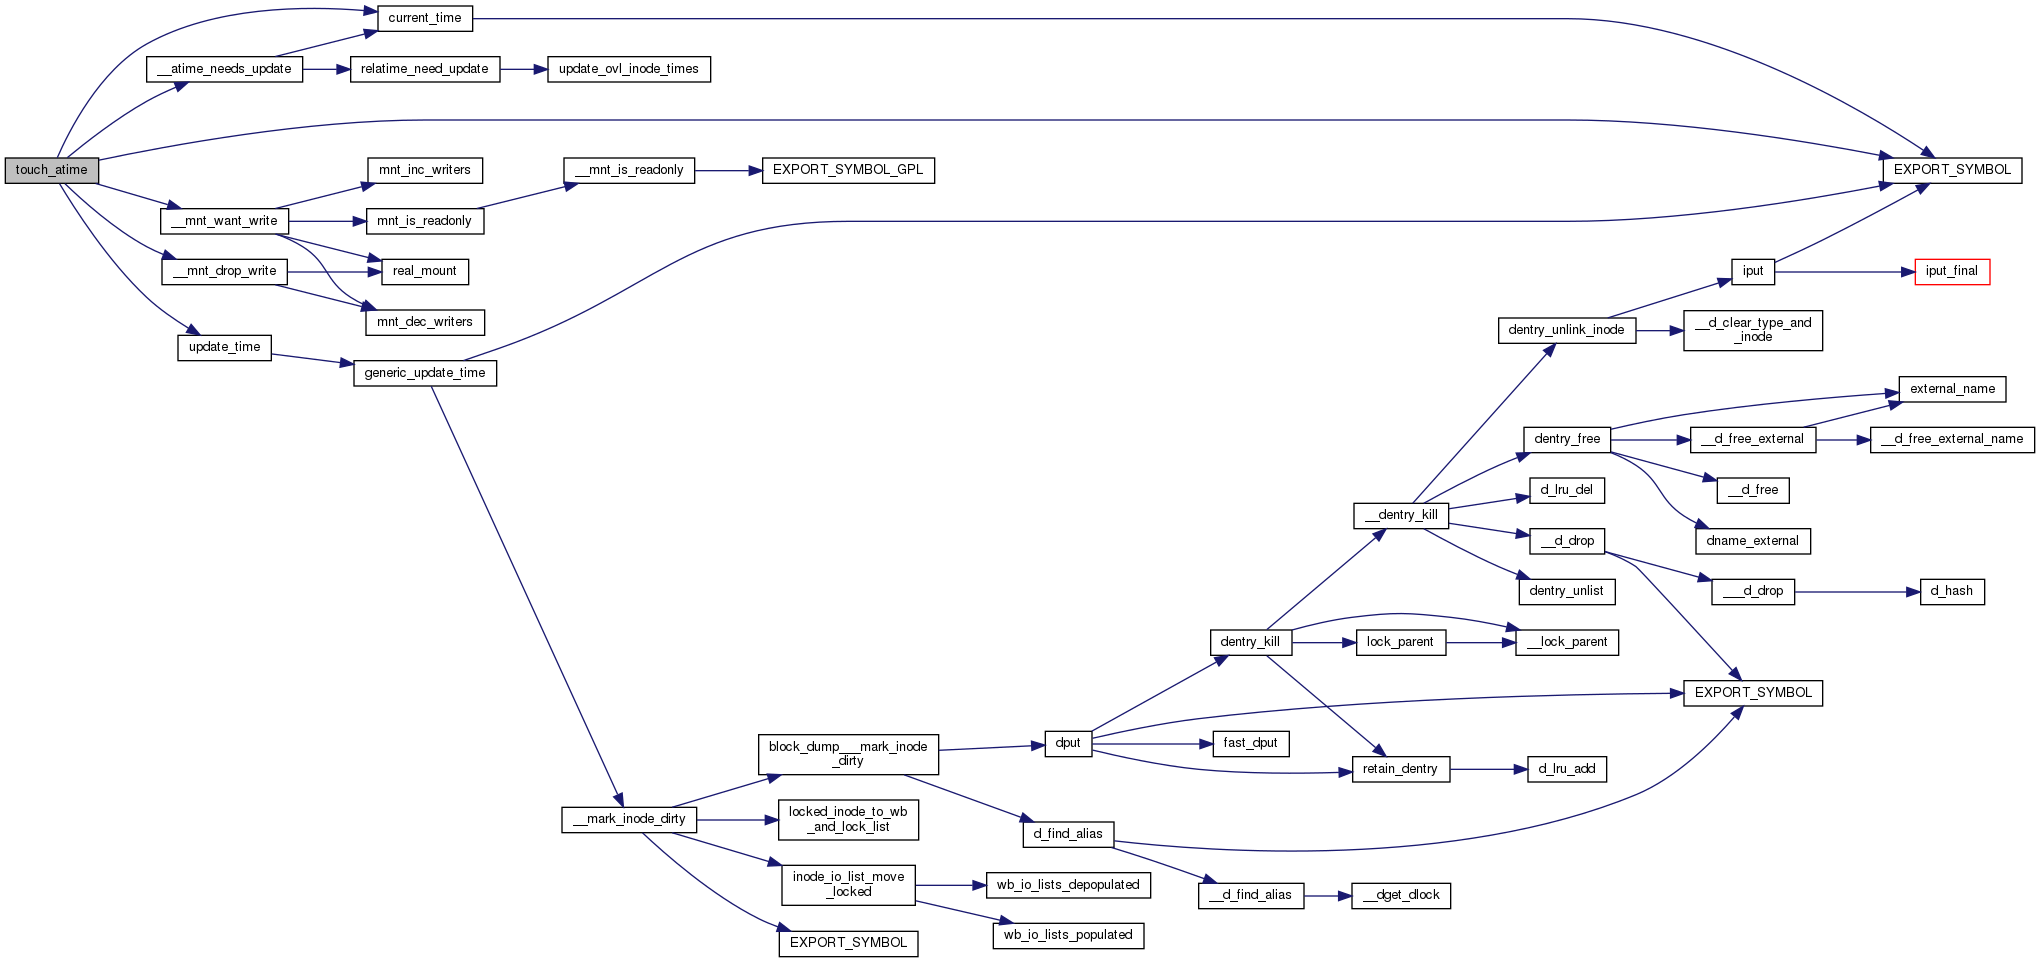 current_time
__atime_needs_update
relatime_need_update
update_ovl_inode_times
touch_atime
mnt_inc_writers
__mnt_is_readonly
EXPORT_SYMBOL_GPL
EXPORT_SYMBOL
__mnt_want_write
mnt_is_readonly
__mnt_drop_write
real_mount
iput
iput_final
mnt_dec_writers
dentry_unlink_inode
__d_clear_type_and
_inode
update_time
generic_update_time
external_name
dentry_free
__d_free_external
__d_free_external_name
d_lru_del
__d_free
__dentry_kill
__d_drop
dname_external
dentry_unlist
___d_drop
d_hash
dentry_kill
lock_parent
__lock_parent
EXPORT_SYMBOL
block_dump___mark_inode
_dirty
dput
fast_dput
retain_dentry
d_lru_add
__mark_inode_dirty
locked_inode_to_wb
_and_lock_list
d_find_alias
inode_io_list_move
_locked
wb_io_lists_depopulated
__d_find_alias
__dget_dlock
wb_io_lists_populated
EXPORT_SYMBOL